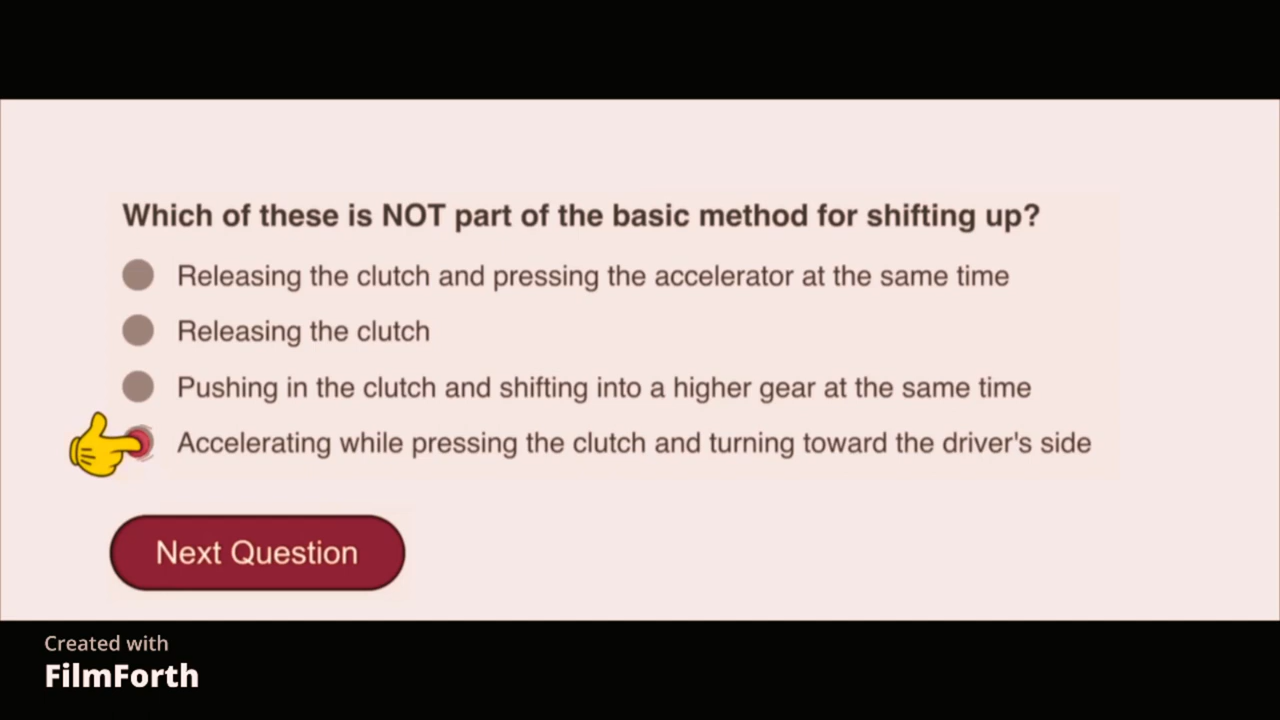 Which of these is NOT part of the basic method for shifting up?
Releasing the clutch and pressing the accelerator at the same time
Releasing the clutch
Pushing in the clutch and shifting into a higher gear at the same time
Accelerating while pressing the clutch and turning toward the driver's side
Next Question
Created with
FilmForth